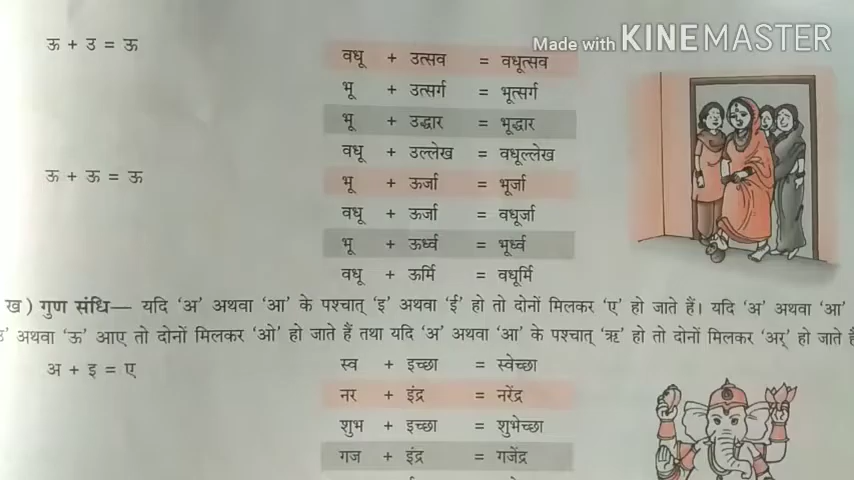 Made with KINEMASTER
ऊ + उ = ऊ
वधू + उत्सव = वधूत्सव
भू + उत्सर्ग = भूत्सर्ग
भू + उद्धार = भूद्धार
वधू + उल्लेख = वधूल्लेख
ऊ + ऊ = ऊ
भू + ऊर्जा = भूर्जा
वधू + ऊर्जा = वधूर्जा
भू + ऊर्ध्व = भूर्ध्व
वधू + ऊर्मि = वधूर्मि
ख) गुण संधि— यदि 'अ' अथवा 'आ' के पश्चात् 'इ' अथवा 'ई' हो तो दोनों मिलकर 'ए' हो जाते हैं। यदि 'अ' अथवा 'आ'
अथवा 'ऊ' आए तो दोनों मिलकर 'ओ' हो जाते हैं तथा यदि 'अ' अथवा 'आ' के पश्चात् 'ऋ' हो तो दोनों मिलकर 'अर्' हो जाते
अ + इ = ए
स्व + इच्छा = स्वेच्छा
नर + इंद्र = नरेंद्र
शुभ + इच्छा = शुभेच्छा
गज + इंद्र = गजेंद्र